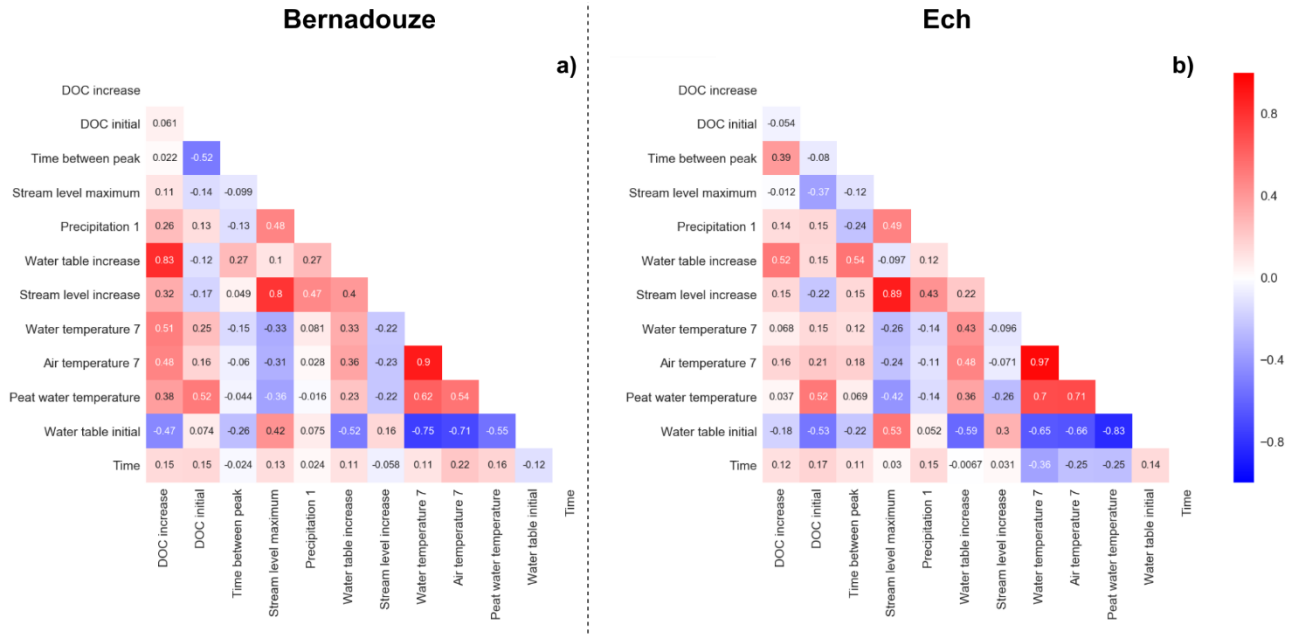 Bernadouze
Ech
a)
DOC increase
DOC initial 0.061
Time between peak 0.022 -0.52
Stream level maximum 0.11 -0.14 -0.099
Precipitation 1 0.26 0.13 -0.13 0.48
Water table increase 0.83 -0.12 0.27 0.1 0.27
Stream level increase 0.32 -0.17 0.049 0.8 0.47 0.4
Water temperature 7 0.51 0.25 -0.15 -0.33 0.081 0.33 -0.22
Air temperature 7 0.48 0.16 -0.06 -0.31 0.028 0.36 -0.23 0.9
Peat water temperature 0.38 0.52 -0.044 -0.36 -0.016 0.23 -0.22 0.62 0.54
Water table initial -0.47 0.074 -0.26 0.42 0.075 -0.52 0.16 -0.75 -0.71 -0.55
Time 0.15 0.15 -0.024 0.13 0.024 0.11 -0.058 0.11 0.22 0.16 -0.12
DOC increase
DOC initial
Time between peak
Stream level maximum
Precipitation 1
Water table increase
Stream level increase
Water temperature 7
Air temperature 7
Peat water temperature
Water table initial
Time
b)
DOC increase
DOC initial -0.054
Time between peak 0.39 -0.08
Stream level maximum -0.012 -0.37 -0.12
Precipitation 1 0.14 0.15 -0.24 0.49
Water table increase 0.52 0.15 0.54 -0.097 0.12
Stream level increase 0.15 -0.22 0.15 0.89 0.43 0.22
Water temperature 7 0.068 0.15 0.12 -0.26 -0.14 0.43 -0.096
Air temperature 7 0.16 0.21 0.18 -0.24 -0.11 0.48 -0.071 0.97
Peat water temperature 0.037 0.52 0.069 -0.42 -0.14 0.36 -0.26 0.7 0.71
Water table initial -0.18 -0.53 -0.22 0.53 0.052 -0.59 0.3 -0.65 -0.66 -0.83
Time 0.12 0.17 0.11 0.03 0.15 -0.0067 0.031 -0.36 -0.25 -0.25 0.14
DOC increase
DOC initial
Time between peak
Stream level maximum
Precipitation 1
Water table increase
Stream level increase
Water temperature 7
Air temperature 7
Peat water temperature
Water table initial
Time
0.8
0.4
0.0
-0.4
-0.8